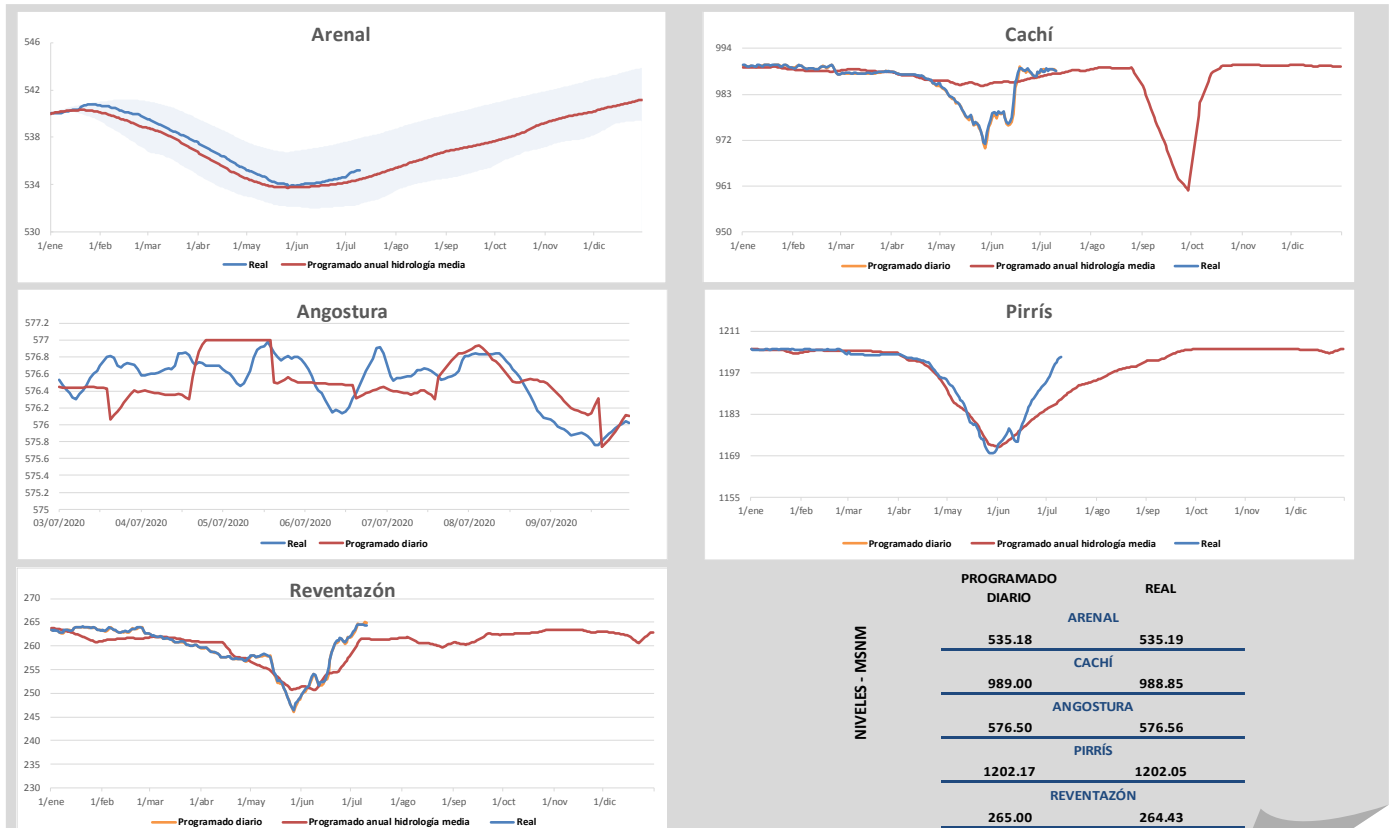 Arenal
546
542
538
534
530
1/ene 1/feb 1/mar 1/abr 1/may 1/jun 1/jul 1/ago 1/sep 1/oct 1/nov 1/dic
Real Programado anual hidrología media
Cachí
994
983
972
961
950
1/ene 1/feb 1/mar 1/abr 1/may 1/jun 1/jul 1/ago 1/sep 1/oct 1/nov 1/dic
Programado diario Programado anual hidrología media Real
Angostura
577.2
577
576.8
576.6
576.4
576.2
576
575.8
575.6
575.4
575.2
575
03/07/2020 04/07/2020 05/07/2020 06/07/2020 07/07/2020 08/07/2020 09/07/2020
Real Programado diario
Pirrís
1211
1197
1183
1169
1155
1/ene 1/feb 1/mar 1/abr 1/may 1/jun 1/jul 1/ago 1/sep 1/oct 1/nov 1/dic
Programado diario Programado anual hidrología media Real
Reventazón
270
265
260
255
250
245
240
235
230
1/ene 1/feb 1/mar 1/abr 1/may 1/jun 1/jul 1/ago 1/sep 1/oct 1/nov 1/dic
Programado diario Programado anual hidrología media Real
NIVELES - MSNM
PROGRAMADO
DIARIO
REAL
ARENAL
535.18 535.19
CACHÍ
989.00 988.85
ANGOSTURA
576.50 576.56
PIRRÍS
1202.17 1202.05
REVENTAZÓN
265.00 264.43